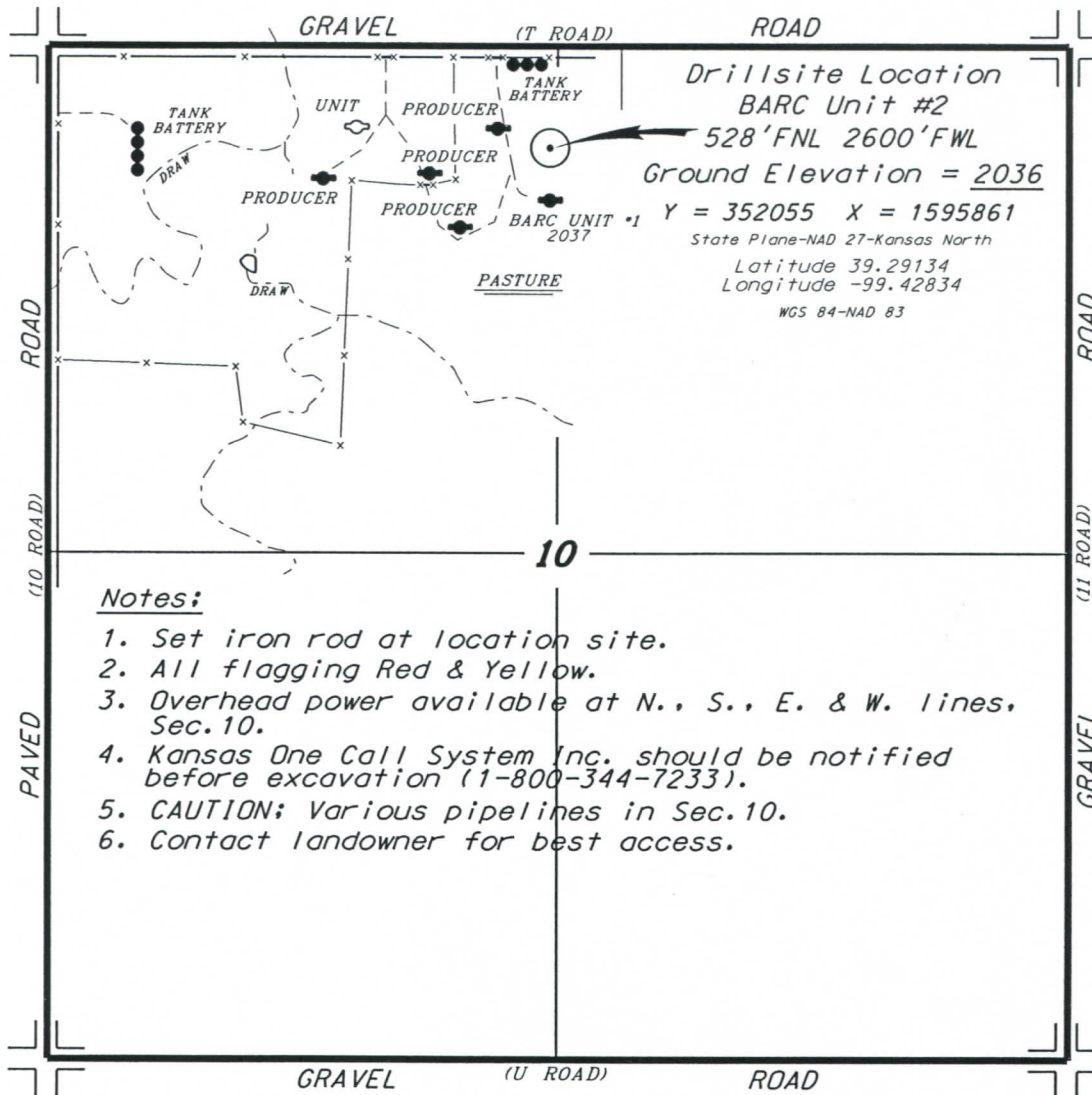 GRAVEL (T ROAD) ROAD
Drillsite Location
BARC Unit #2
528'FNL 2600'FWL
Ground Elevation = 2036
Y = 352055 X = 1595861
State Plane-NAD 27-Kansas North
Latitude 39.29134
Longitude -99.42834
WGS 84-NAD 83
TANK
BATTERY
TANK
BATTERY
DRAW
UNIT
PRODUCER
PRODUCER
PRODUCER
PRODUCER
BARC UNIT #1
2037
DRAW
PASTURE
ROAD
(10 ROAD)
PAVED
ROAD
(11 ROAD)
GRAVEL
10
Notes:
1. Set iron rod at location site.
2. All flagging Red & Yellow.
3. Overhead power available at N., S., E. & W. lines,
Sec.10.
4. Kansas One Call System Inc. should be notified
before excavation (1-800-344-7233).
5. CAUTION: Various pipelines in Sec.10.
6. Contact landowner for best access.
GRAVEL (U ROAD) ROAD